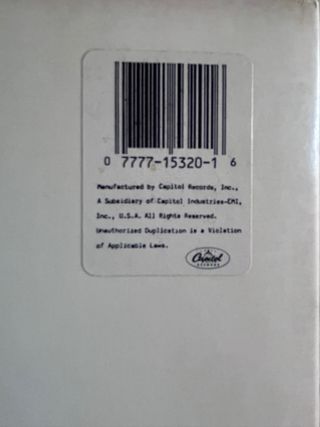 0 7777-15320-1 6
Manufactured by Capitol Records, Inc.,
A Subsidiary of Capitol Industries-EMI,
Inc., U.S.A. All Rights Reserved.
Unauthorized Duplication is a Violation
of Applicable Laws.
Capitol
RECORDS